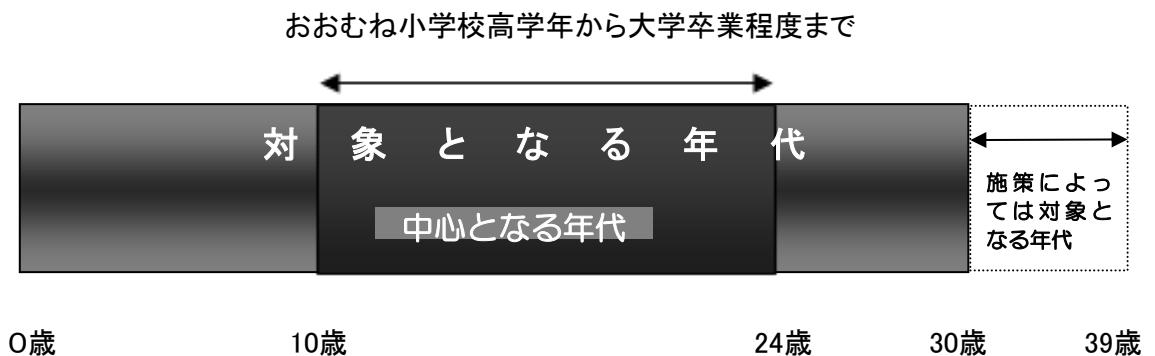 おおむね小学校高学年から大学卒業程度まで
対象となる年代
中心となる年代
施策によっ
ては対象と
なる年代
0歳
10歳
24歳
30歳
39歳